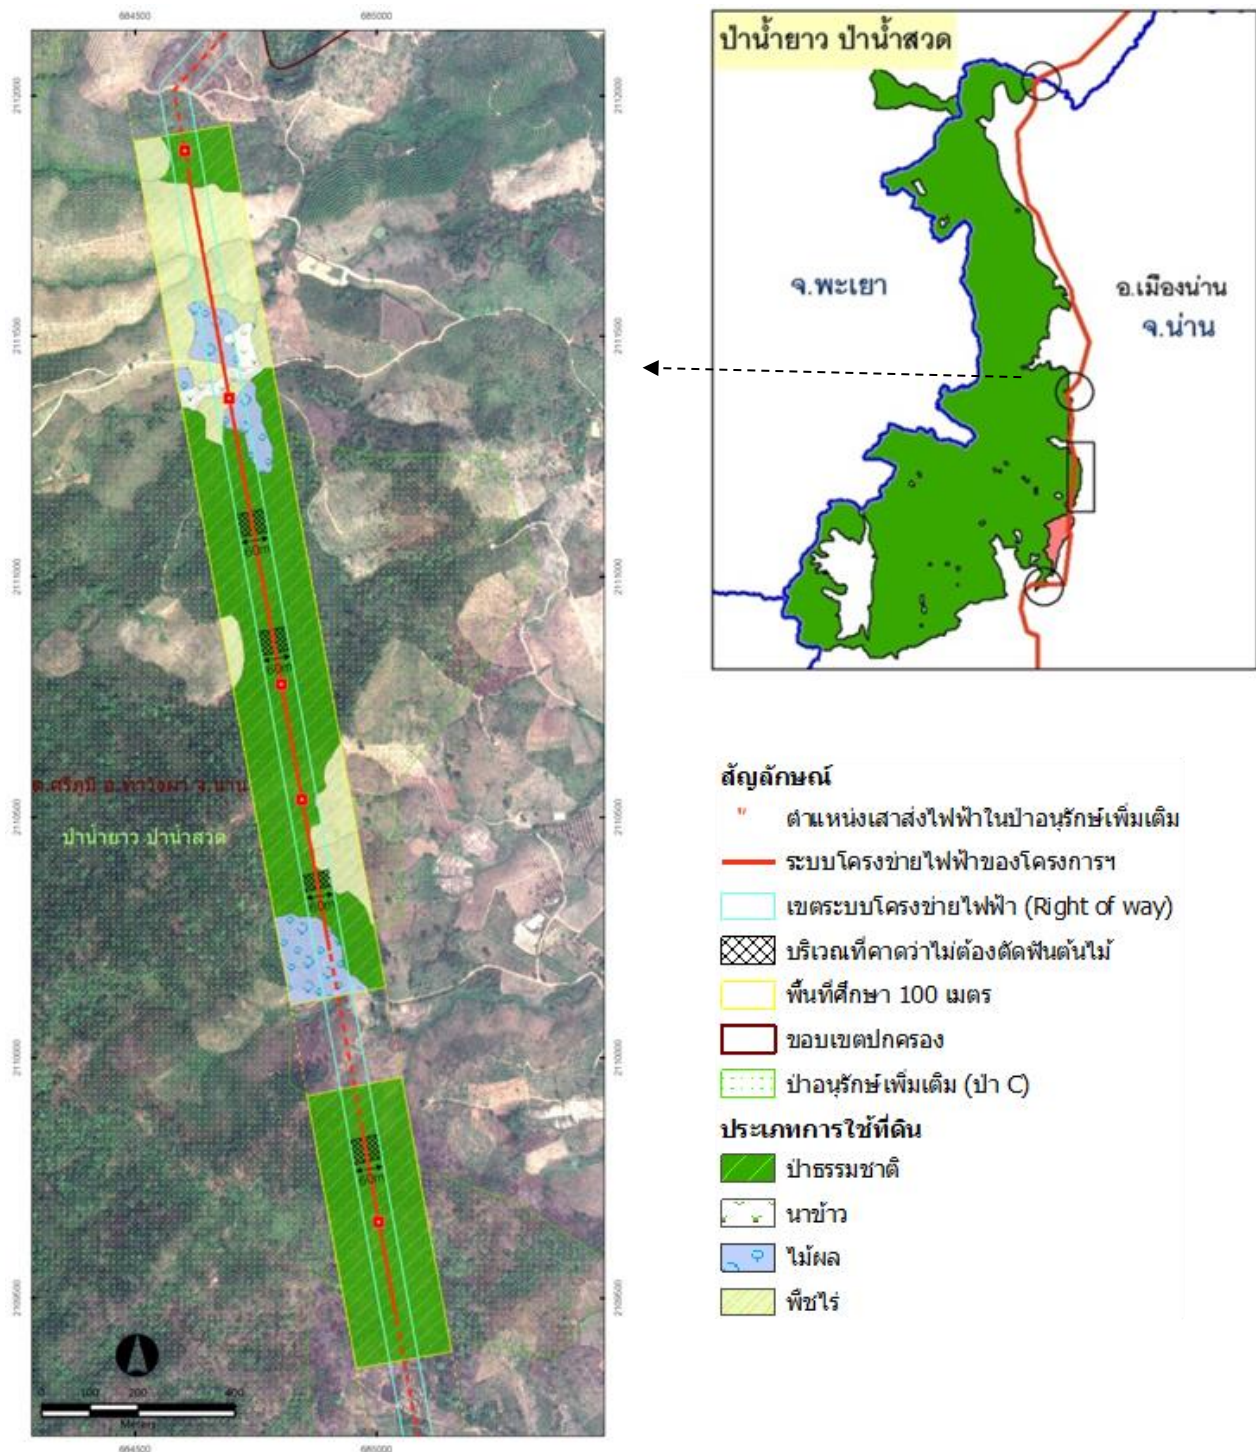 684500
685000
2112000
2111500
2111000
2110500
2110000
2109500
60m
60m
ต.ศรีภูมิ อ.ท่าวังผา จ.น่าน
ป่าน้ำยาว ป่าน้ำสวด
60m
60m
0 100 200 400
Meters
684500
685000
ป่าน้ำยาว ป่าน้ำสวด
จ.พะเยา
อ.เมืองน่าน
จ.น่าน
สัญลักษณ์
ตำแหน่งเสาส่งไฟฟ้าในป่าอนุรักษ์เพิ่มเติม
ระบบโครงข่ายไฟฟ้าของโครงการฯ
เขตระบบโครงข่ายไฟฟ้า (Right of way)
บริเวณที่คาดว่าไม่ต้องตัดฟันต้นไม้
พื้นที่ศึกษา 100 เมตร
ขอบเขตปกครอง
ป่าอนุรักษ์เพิ่มเติม (ป่า C)
ประเภทการใช้ที่ดิน
ป่าธรรมชาติ
นาข้าว
ไม้ผล
พืชไร่